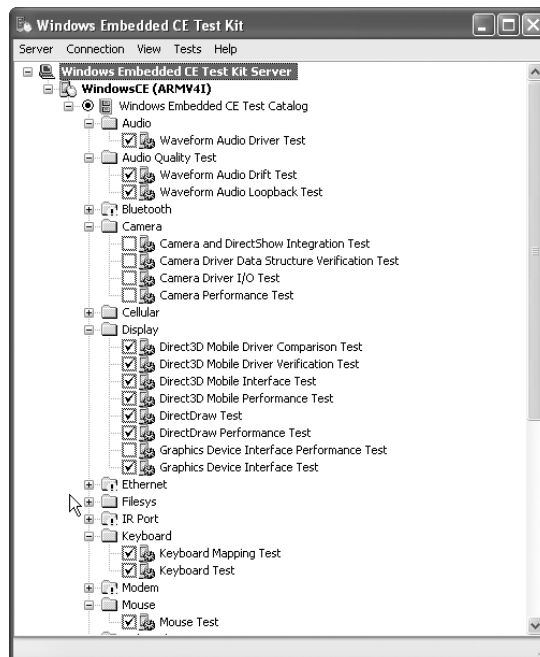 Windows Embedded CE Test Kit
Server Connection View Tests Help
Windows Embedded CE Test Kit Server
WindowsCE (ARMV4I)
Windows Embedded CE Test Catalog
Audio
Waveform Audio Driver Test
Audio Quality Test
Waveform Audio Drift Test
Waveform Audio Loopback Test
Bluetooth
Camera
Camera and DirectShow Integration Test
Camera Driver Data Structure Verification Test
Camera Driver I/O Test
Camera Performance Test
Cellular
Display
Direct3D Mobile Driver Comparison Test
Direct3D Mobile Driver Verification Test
Direct3D Mobile Interface Test
Direct3D Mobile Performance Test
DirectDraw Test
DirectDraw Performance Test
Graphics Device Interface Performance Test
Graphics Device Interface Test
Ethernet
Filesys
IR Port
Keyboard
Keyboard Mapping Test
Keyboard Test
Modem
Mouse
Mouse Test